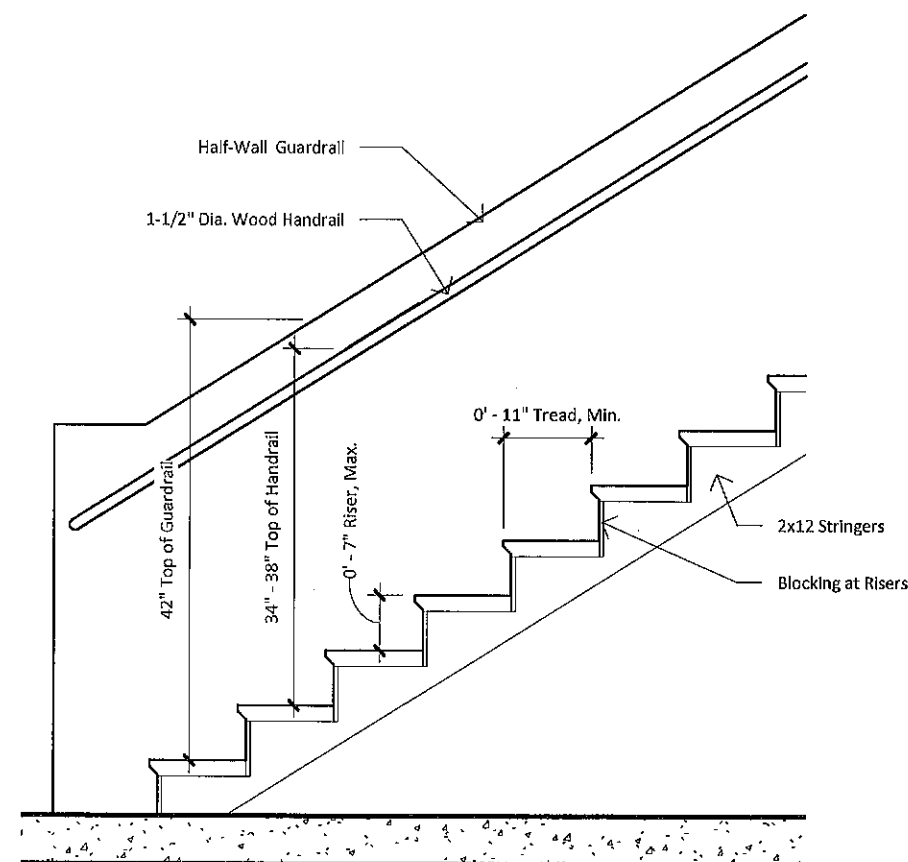 Half-Wall Guardrail
1-1/2" Dia. Wood Handrail
0' - 11" Tread, Min.
42" Top of Guardrail
34" - 38" Top of Handrail
0' - 7" Riser, Max.
2x12 Stringers
Blocking at Risers